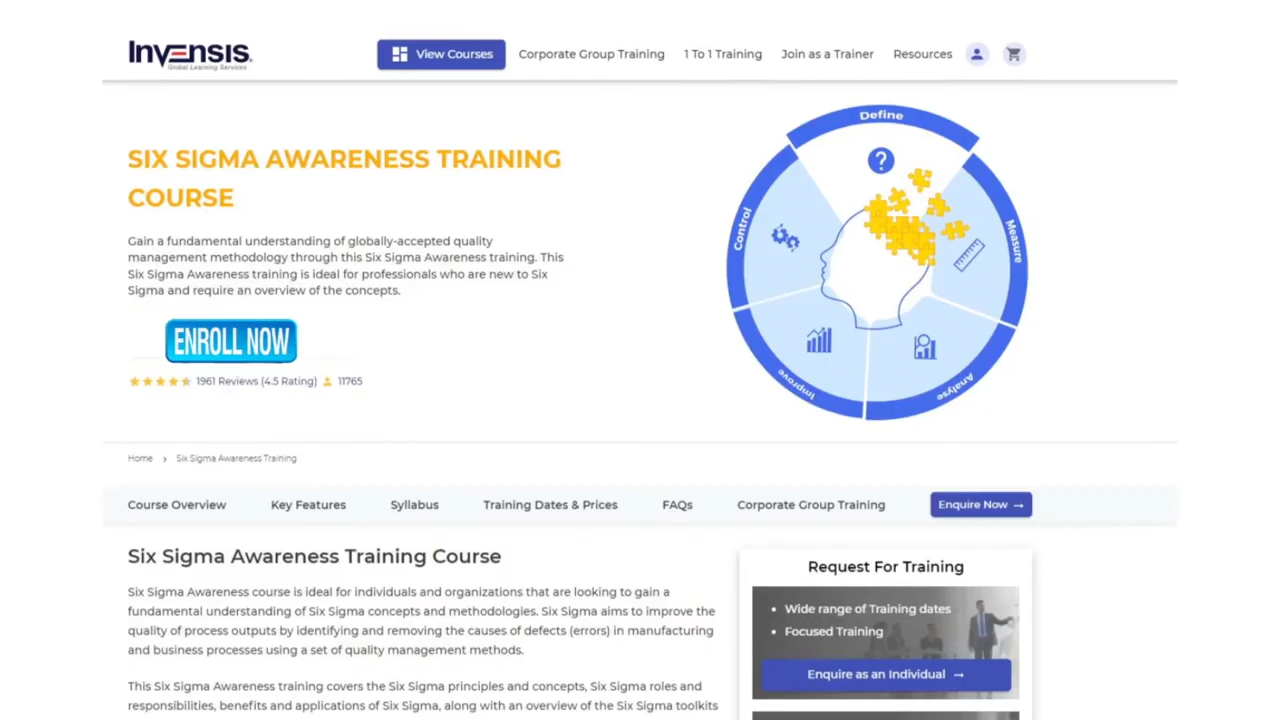 Invensis
Global Learning Services
View Courses
Corporate Group Training
1 To 1 Training
Join as a Trainer
Resources
SIX SIGMA AWARENESS TRAINING
COURSE
Gain a fundamental understanding of globally-accepted quality
management methodology through this Six Sigma Awareness training. This
Six Sigma Awareness training is ideal for professionals who are new to Six
Sigma and require an overview of the concepts.
ENROLL NOW
1961 Reviews (4.5 Rating) 11765
Define
?
Control
Measure
Improve
Analyse
Home > Six Sigma Awareness Training
Course Overview
Key Features
Syllabus
Training Dates & Prices
FAQs
Corporate Group Training
Enquire Now →
Six Sigma Awareness Training Course
Six Sigma Awareness course is ideal for individuals and organizations that are looking to gain a
fundamental understanding of Six Sigma concepts and methodologies. Six Sigma aims to improve the
quality of process outputs by identifying and removing the causes of defects (errors) in manufacturing
and business processes using a set of quality management methods.
This Six Sigma Awareness training covers the Six Sigma principles and concepts, Six Sigma roles and
responsibilities, benefits and applications of Six Sigma, along with an overview of the Six Sigma toolkits
Request For Training
• Wide range of Training dates
• Focused Training
Enquire as an Individual →